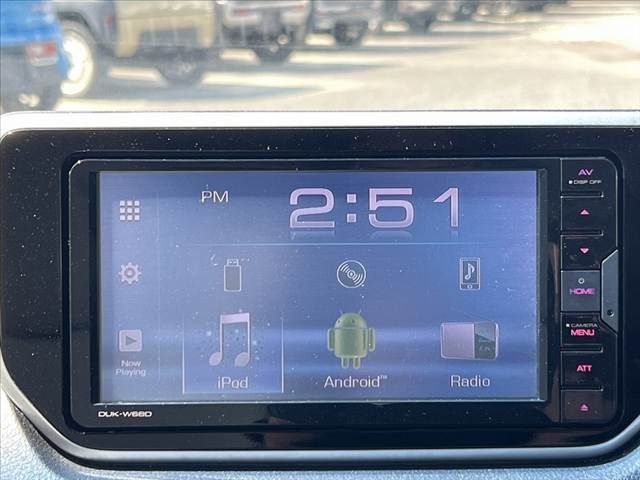 PM 2:51
Now
Playing
iPod
Android™
Radio
DUK-W68D
AV
DISP OFF
HOME
CAMERA
MENU
ATT